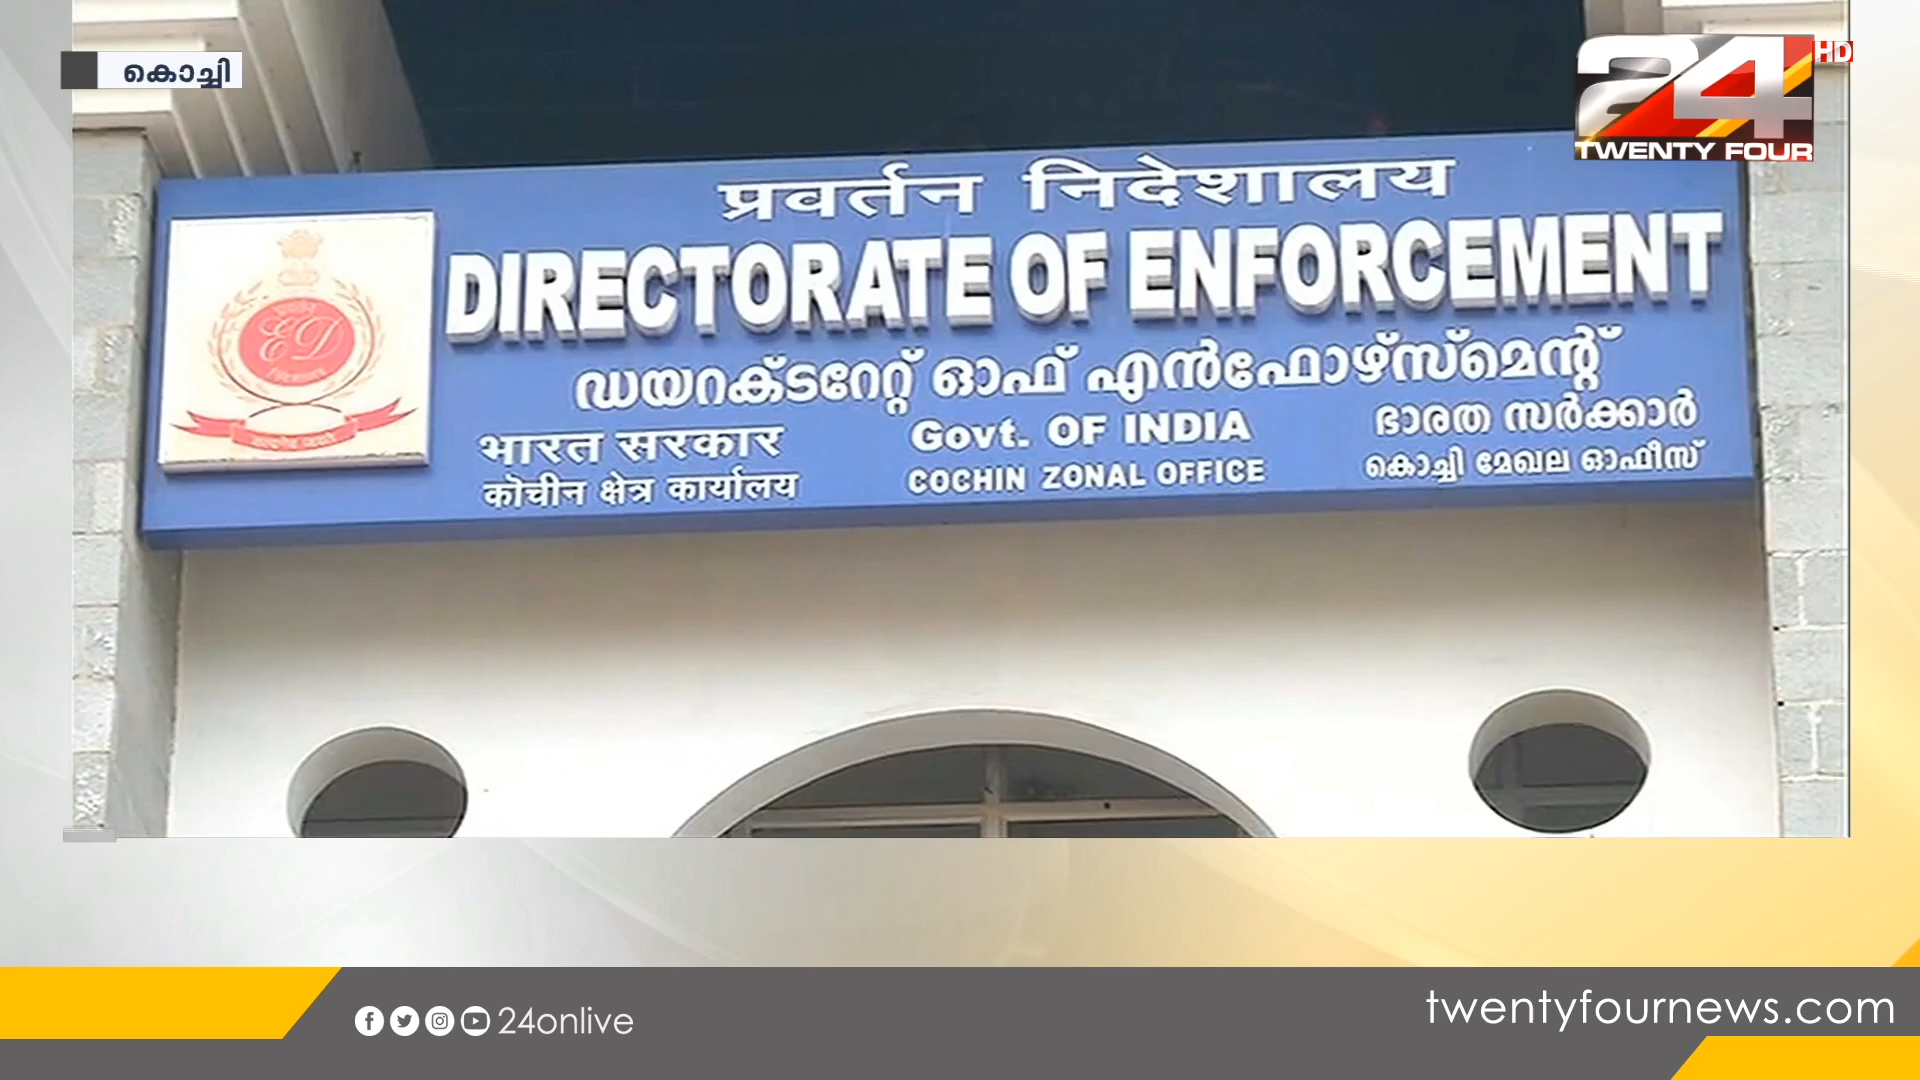 കൊച്ചി
24
HD
TWENTY FOUR
प्रवर्तन निदेशालय
DIRECTORATE OF ENFORCEMENT
ED
ഡയറക്ടറേറ്റ് ഓഫ് എൻഫോഴ്സ്മെന്റ്
भारत सरकार
Govt. OF INDIA
ഭാരത സർക്കാർ
कोचीन क्षेत्र कार्यालय
COCHIN ZONAL OFFICE
കൊച്ചി മേഖല ഓഫീസ്
24onlive
twentyfournews.com